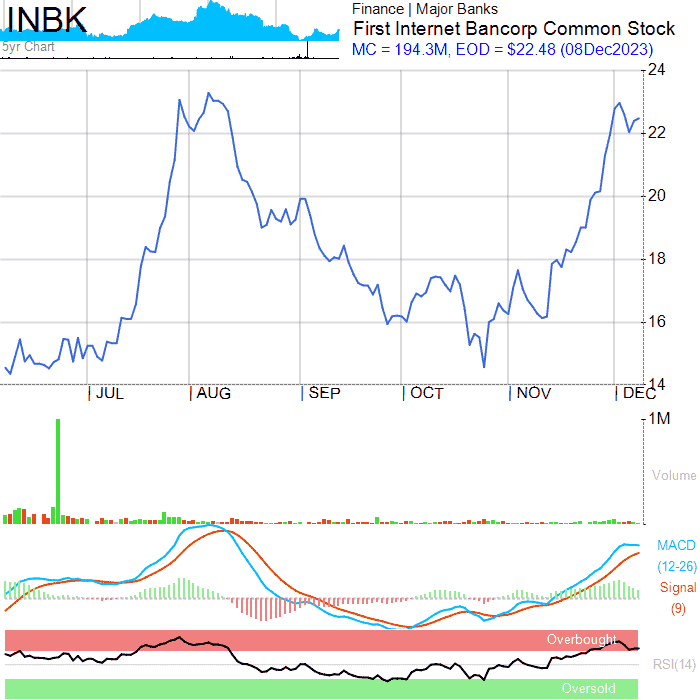 INBK
5yr Chart
Finance | Major Banks
First Internet Bancorp Common Stock
MC = 194.3M, EOD = $22.48 (08Dec2023)
24
22
20
18
16
14
JUL AUG SEP OCT NOV DEC
1M
Volume
MACD
(12-26)
Signal
(9)
Overbought
RSI(14)
Oversold